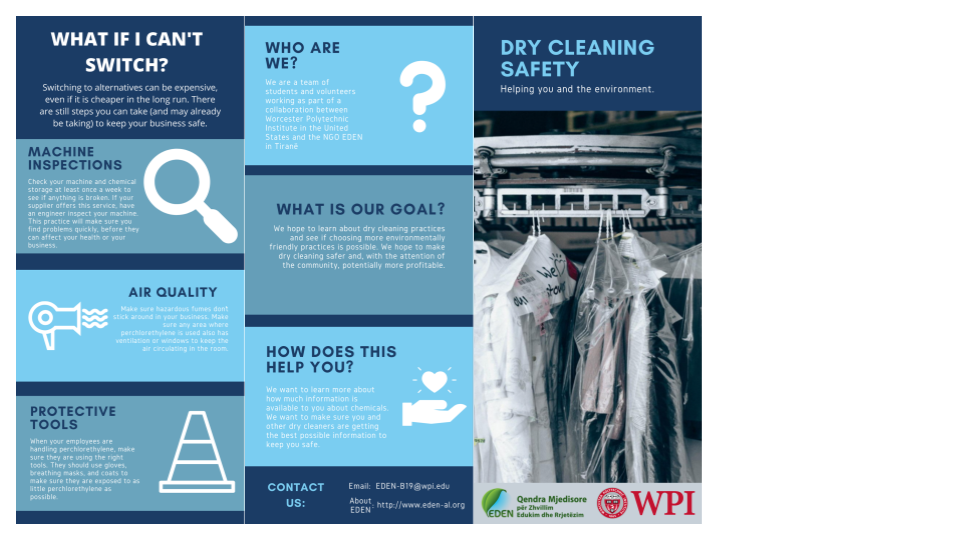 WHAT IF I CAN'T
SWITCH?
Switching to alternatives can be expensive,
even if it is cheaper in the long run. There
are still steps you can take (and may already
be taking) to keep your business safe.
MACHINE
INSPECTIONS
Check your machine and chemical
storage at least once a week to
see if anything is broken. If your
supplier offers this service, have
an engineer inspect your machine.
This practice will make sure you
find problems quickly, before they
can affect your health or your
business.
AIR QUALITY
Make sure hazardous fumes don't
stick around in your business. Make
sure any area where
perchlorethylene is used also has
ventilation or windows to keep the
air circulating in the room.
PROTECTIVE
TOOLS
When your employees are
handling perchlorethylene, make
sure they are using the right
tools. They should use gloves,
breathing masks, and coats to
make sure they are exposed to as
little perchlorethylene as
possible.
WHO ARE
WE?
We are a team of
students and volunteers
working as part of a
collaboration between
Worcester Polytechnic
Institute in the United
States and the NGO EDEN
in Tiranë
WHAT IS OUR GOAL?
We hope to learn about dry cleaning practices
and see if choosing more environmentally
friendly practices is possible. We hope to make
dry cleaning safer and, with the attention of
the community, potentially more profitable.
HOW DOES THIS
HELP YOU?
We want to learn more about
how much information is
available to you about chemicals.
We want to make sure you and
other dry cleaners are getting
the best possible information to
keep you safe.
CONTACT
US:
Email: EDEN-B19@wpi.edu
About
EDEN : http://www.eden-al.org
DRY CLEANING
SAFETY
Helping you and the environment.
We
our
EDEN
Qendra Mjedisore
për Zhvillim
Edukim dhe Rrjetëzim
WPI